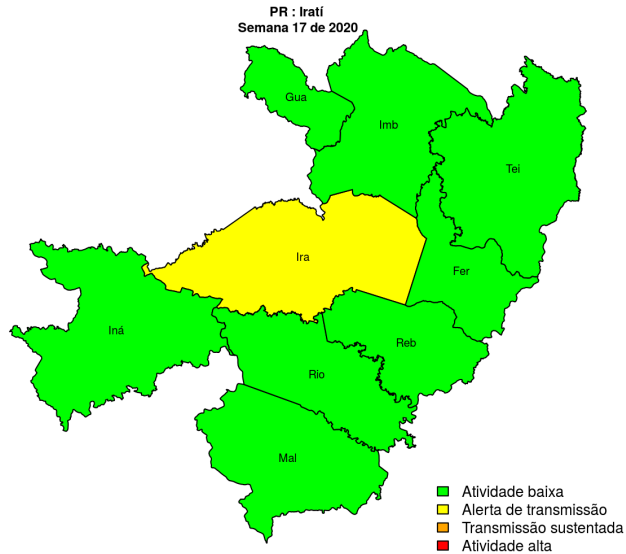 PR : Iratí
Semana 17 de 2020
Gua
Imb
Tei
Ira
Fer
Iná
Reb
Rio
Mal
Atividade baixa
Alerta de transmissão
Transmissão sustentada
Atividade alta